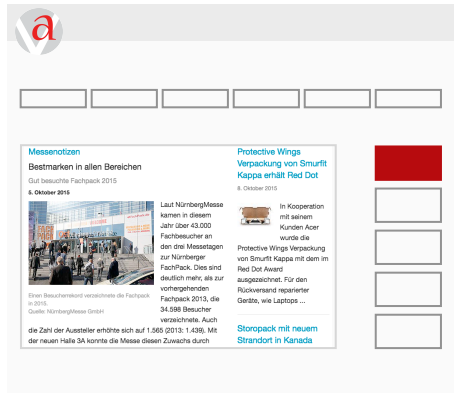 va
Messenotizen
Bestmarken in allen Bereichen
Gut besuchte Fachpack 2015
5. Oktober 2015
FACH
PACK
Laut NürnbergMesse
kamen in diesem
Jahr über 43.000
Fachbesucher an
den drei Messetagen
zur Nürnberger
FachPack. Dies sind
deutlich mehr, als zur
vorhergehenden
Fachpack 2013, die
34.598 Besucher
verzeichnete. Auch
Einen Besucherrekord verzeichnete die Fachpack
in 2015.
Quelle: NürnbergMesse GmbH
die Zahl der Aussteller erhöhte sich auf 1.565 (2013: 1.439). Mit
der neuen Halle 3A konnte die Messe diesen Zuwachs durch
Protective Wings
Verpackung von Smurfit
Kappa erhält Red Dot
8. Oktober 2015
In Kooperation
mit seinem
Kunden Acer
wurde die
Protective Wings Verpackung
von Smurfit Kappa mit dem im
Red Dot Award
ausgezeichnet. Für den
Rückversand reparierter
Geräte, wie Laptops ...
Storopack mit neuem
Strandort in Kanada